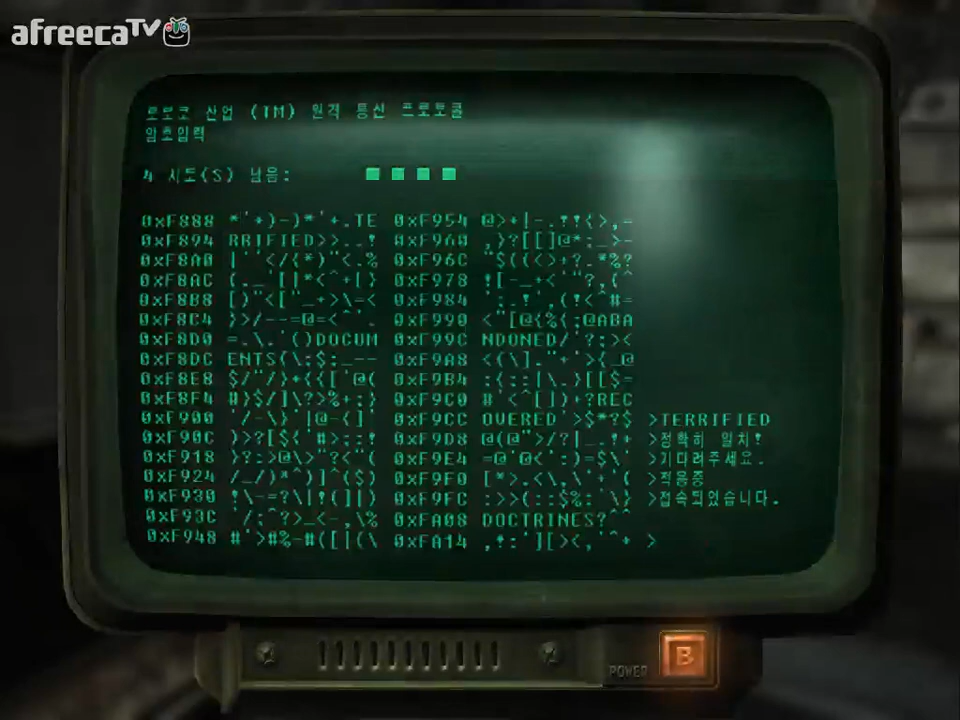 afreecaTV
로브코 산업 (TM) 원격 통신 프로토콜
암호입력
4 시도(S) 남음:
0xF888 *'+)-)*'+.TE 0xF954 @>+|-.!!{>,-
0xF894 RRIFIED>>..! 0xF960 ,)?[[]@*:_>-
0xF8A0 |''</{*)"<.% 0xF96C "$((<>+?.*%?
0xF8AC (._'[]*<^+|) 0xF978 ![-_+<'"?,(^
0xF8B8 [)"<["_+>\=< 0xF984 ':.!',(!<^#=
0xF8C4 )>/--=@=<^'. 0xF990 <"[@{%(;@ABA
0xF8D0 =.\.'()DOCUM 0xF99C NDONED/'?:><
0xF8DC ENTS(\:$:_-- 0xF9A8 <(\]."+'>{_@
0xF8E8 $/"/}+{{['@( 0xF9B4 :{::|\.}[[$=
0xF8F4 #}$/]\?>%+:} 0xF9C0 #'<^[])+?REC
0xF900 '/-\}'|@-{]' 0xF9CC OVERED'>$*?$ >TERRIFIED
0xF90C )>?[${'#>::! 0xF9D8 @(@">/?|_.!+ >정확히 일치!
0xF918 )?:>@\>"?<"( 0xF9E4 =@'@<':)=$\' >기다려주세요.
0xF924 /_/)*^)]^($) 0xF9F0 [*>.<\,\'+'( >적응중
0xF930 !\-=?\|!(]|) 0xF9FC :>>(::$%:'\} >접속되었습니다.
0xF93C '/:^?>_<-,\% 0xFA08 DOCTRINES?^^
0xF948 #'>#%-#([|(\ 0xFA14 ,!:'][><,'^+ >
POWER
B